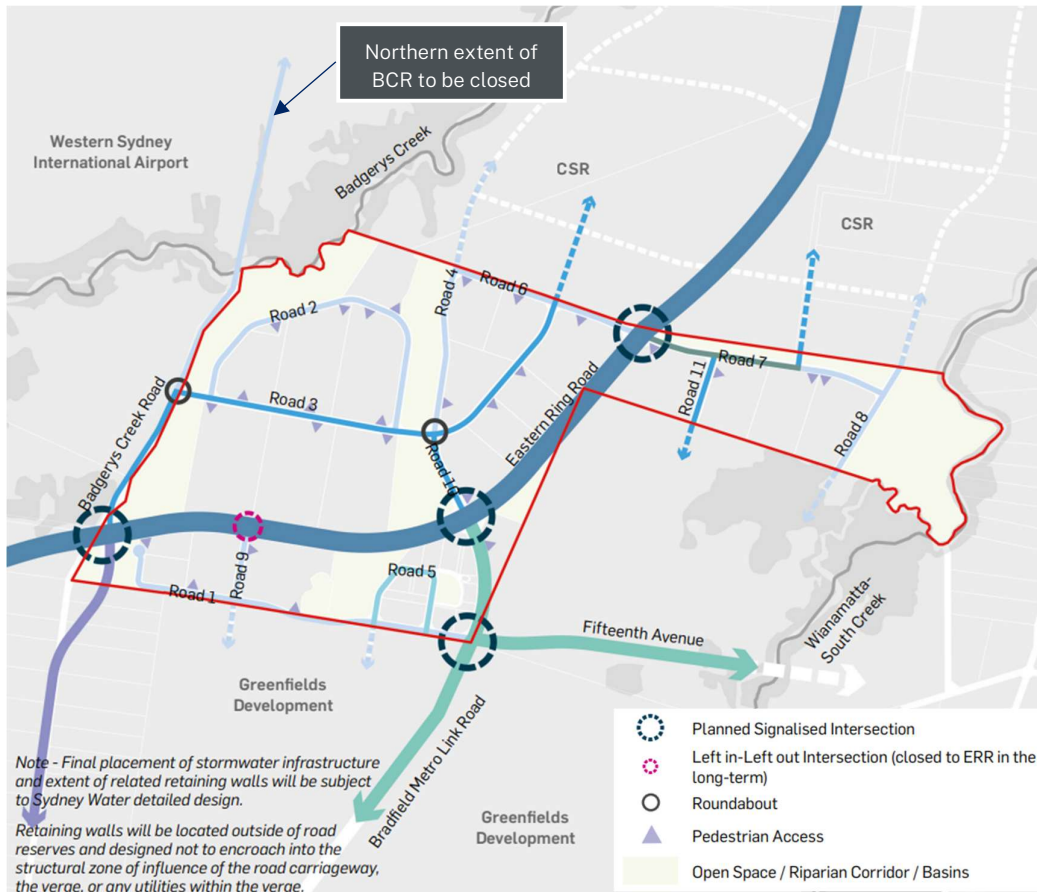 Northern extent of
BCR to be closed
Western Sydney
International Airport
Badgerys Creek
CSR
CSR
Road 4
Road 6
Road 2
Road 7
Road 11
Badgerys Creek Road
Road 3
Eastern Ring Road
Road 8
Road 10
Road 9
Road 5
Road 1
Fifteenth Avenue
Wianamatta-
South Creek
Greenfields
Development
Bradfield Metro Link Road
Greenfields
Development
Note - Final placement of stormwater infrastructure
and extent of related retaining walls will be subject
to Sydney Water detailed design.
Retaining walls will be located outside of road
reserves and designed not to encroach into the
structural zone of influence of the road carriageway,
the verge, or any utilities within the verge.
Planned Signalised Intersection
Left in-Left out Intersection (closed to ERR in the
long-term)
Roundabout
Pedestrian Access
Open Space / Riparian Corridor / Basins